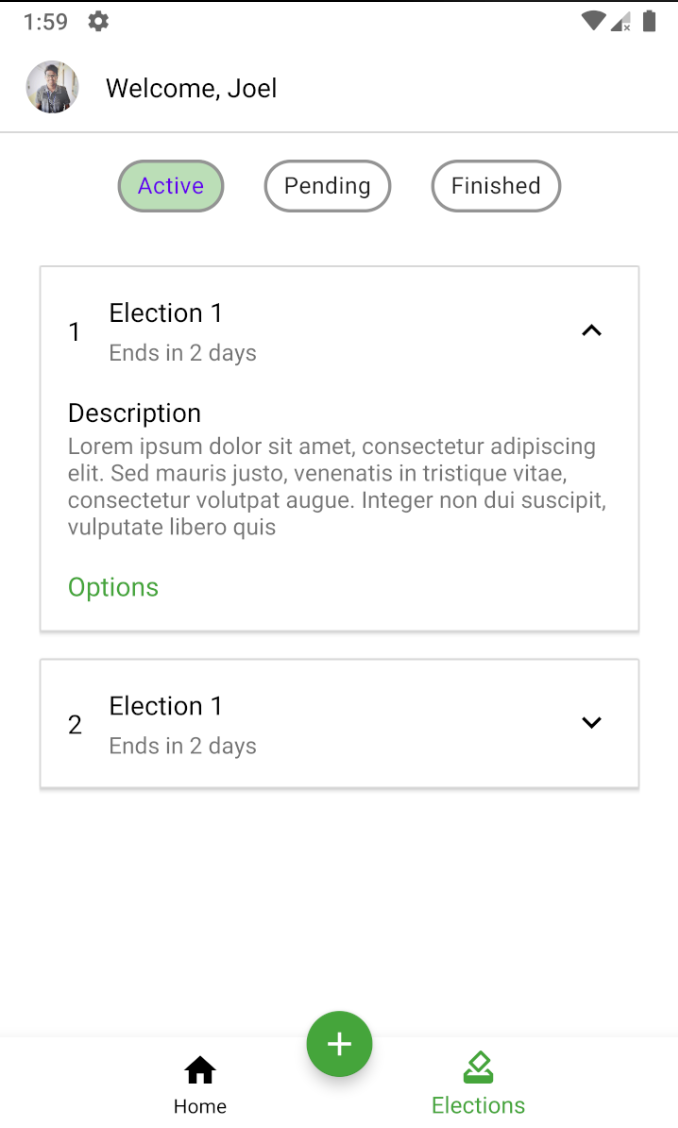 1:59
Welcome, Joel
Active Pending Finished
1
Election 1
Ends in 2 days
Description
Lorem ipsum dolor sit amet, consectetur adipiscing
elit. Sed mauris justo, venenatis in tristique vitae,
consectetur volutpat augue. Integer non dui suscipit,
vulputate libero quis
Options
2
Election 1
Ends in 2 days
Home
Elections